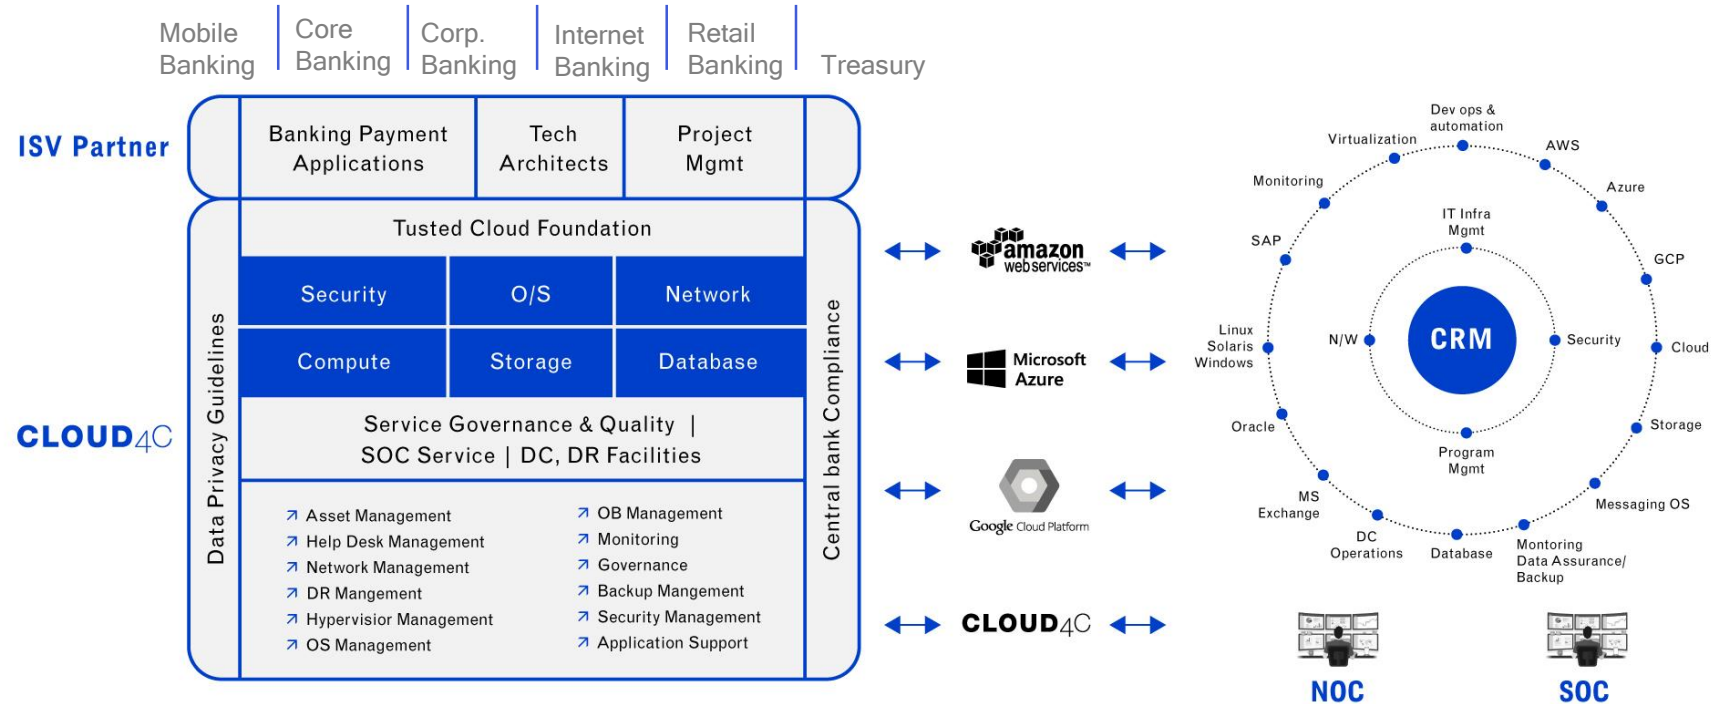 Mobile
Banking
Core
Banking
Corp.
Banking
Internet
Banking
Retail
Banking
Treasury
ISV Partner
Banking Payment
Applications
Tech
Architects
Project
Mgmt
CLOUD4C
Data Privacy Guidelines
Tusted Cloud Foundation
Security
O/S
Network
Compute
Storage
Database
Service Governance & Quality |
SOC Service | DC, DR Facilities
Asset Management
Help Desk Management
Network Management
DR Mangement
Hypervisior Management
OS Management
OB Management
Monitoring
Governance
Backup Mangement
Security Management
Application Support
Central bank Compliance
amazon
webservices™
Microsoft
Azure
Google Cloud Platform
CLOUD4C
Dev ops &
automation
AWS
Azure
GCP
Cloud
Storage
Messaging OS
Montoring
Data Assurance/
Backup
Database
DC
Operations
MS
Exchange
Oracle
Linux
Solaris
Windows
SAP
Monitoring
Virtualization
IT Infra
Mgmt
Security
Program
Mgmt
N/W
CRM
NOC
SOC